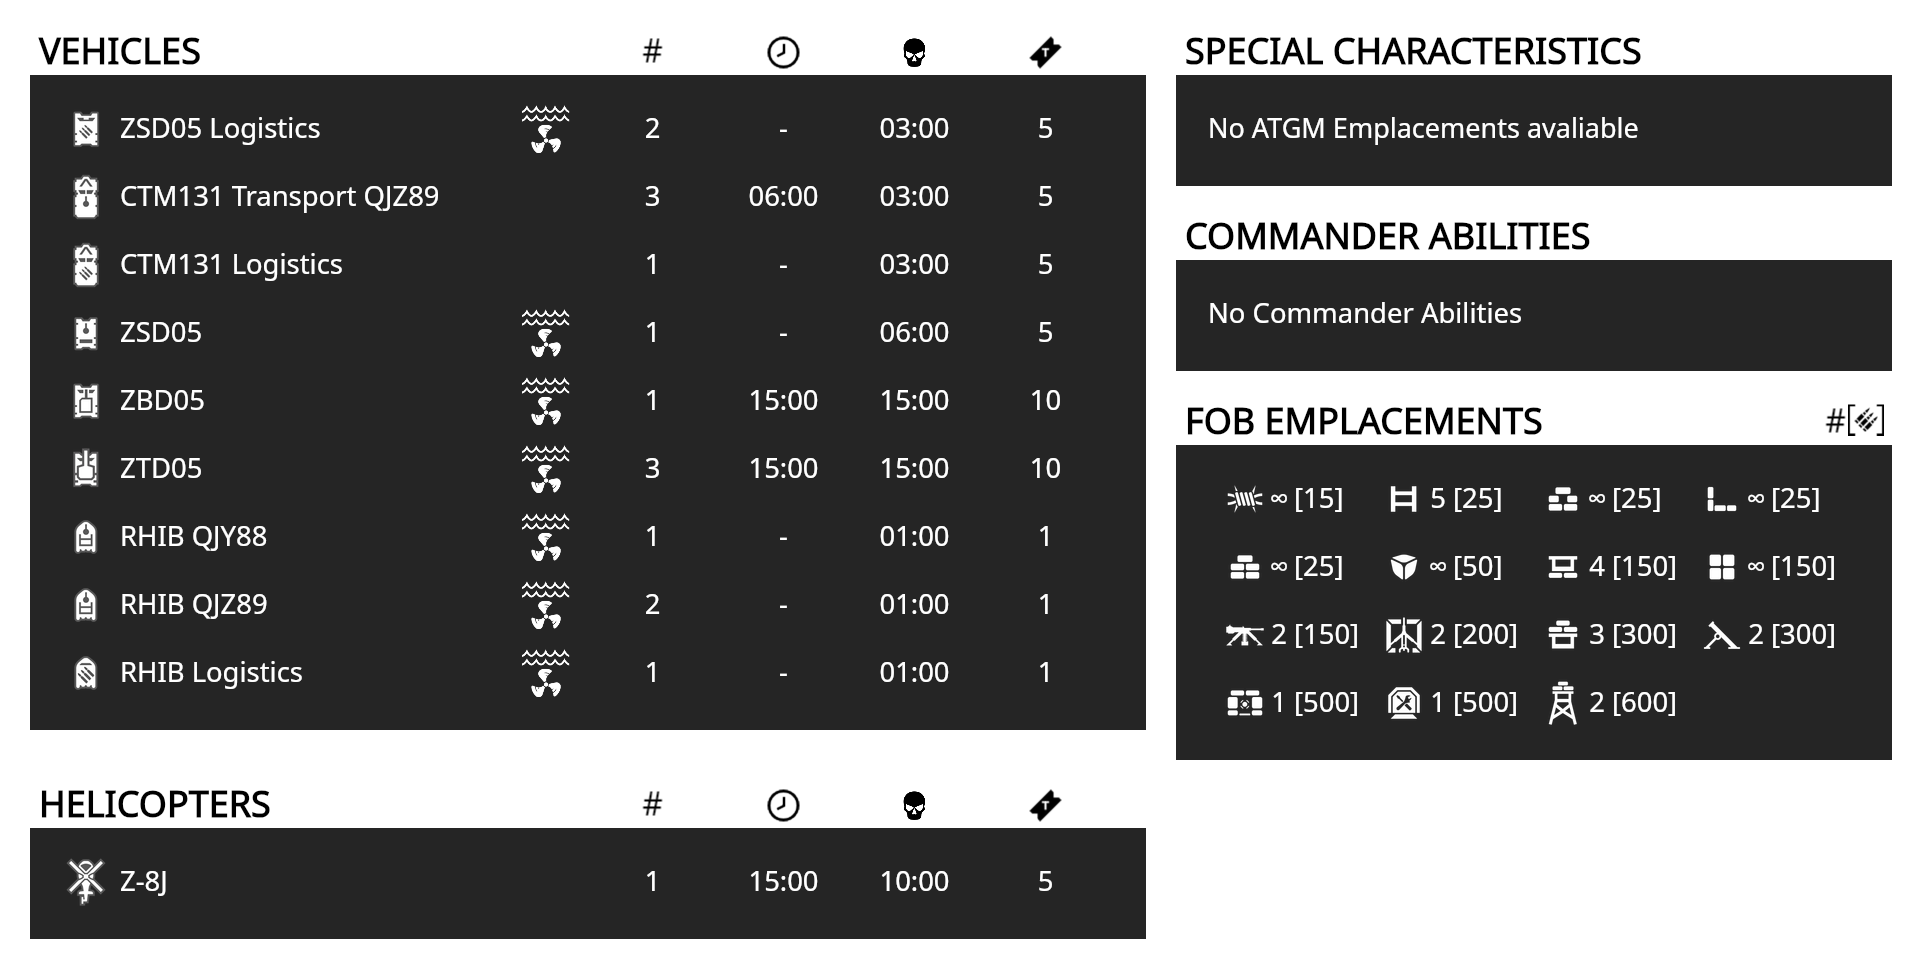 VEHICLES #
ZSD05 Logistics 2 - 03:00 5
CTM131 Transport QJZ89 3 06:00 03:00 5
CTM131 Logistics 1 - 03:00 5
ZSD05 1 - 06:00 5
ZBD05 1 15:00 15:00 10
ZTD05 3 15:00 15:00 10
RHIB QJY88 1 - 01:00 1
RHIB QJZ89 2 - 01:00 1
RHIB Logistics 1 - 01:00 1
HELICOPTERS #
Z-8J 1 15:00 10:00 5
SPECIAL CHARACTERISTICS
No ATGM Emplacements avaliable
COMMANDER ABILITIES
No Commander Abilities
FOB EMPLACEMENTS #[]
∞ [15] 5 [25] ∞ [25] ∞ [25]
∞ [25] ∞ [50] 4 [150] ∞ [150]
2 [150] 2 [200] 3 [300] 2 [300]
1 [500] 1 [500] 2 [600]